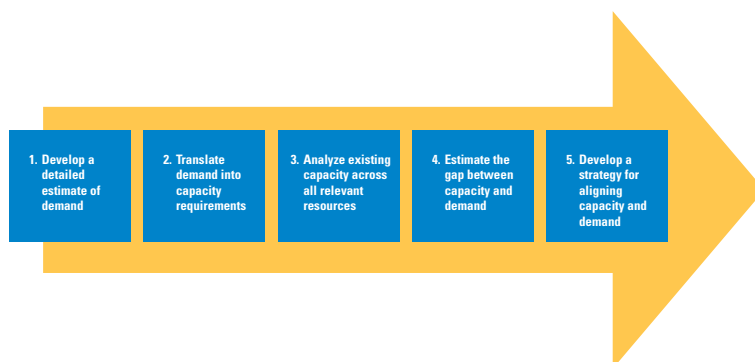 1. Develop a
detailed
estimate of
demand
2. Translate
demand into
capacity
requirements
3. Analyze existing
capacity across
all relevant
resources
4. Estimate the
gap between
capacity and
demand
5. Develop a
strategy for
aligning
capacity and
demand